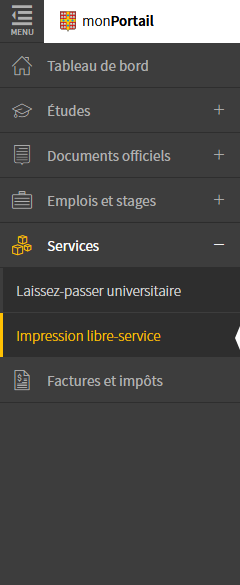 MENU
monPortail
Tableau de bord
Études +
Documents officiels +
Emplois et stages +
Services −
Laissez-passer universitaire
Impression libre-service
Factures et impôts